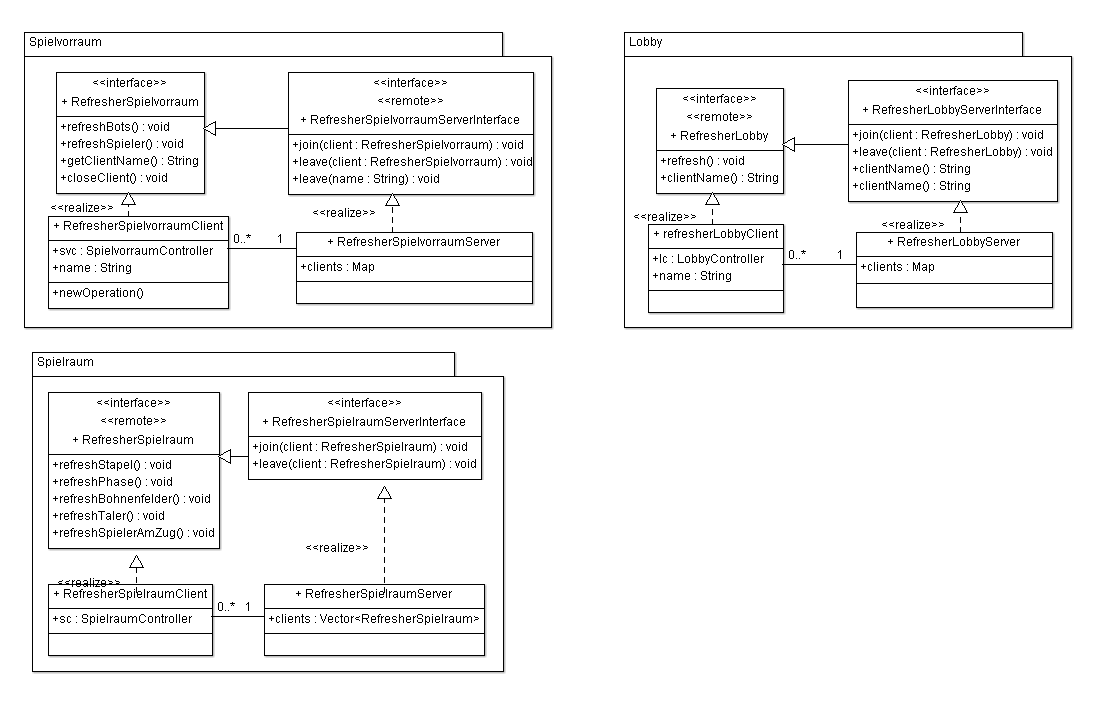 Spielvorraum
<<interface>>
+ RefresherSpielvorraum
+refreshBots() : void
+refreshSpieler() : void
+getClientName() : String
+closeClient() : void
<<interface>>
<<remote>>
+ RefresherSpielvorraumServerInterface
+join(client : RefresherSpielvorraum) : void
+leave(client : RefresherSpielvorraum) : void
+leave(name : String) : void
<<realize>>
<<realize>>
+ RefresherSpielvorraumClient
+svc : SpielvorraumController
+name : String
+newOperation()
0..*
1
+ RefresherSpielvorraumServer
+clients : Map
Lobby
<<interface>>
<<remote>>
+ RefresherLobby
+refresh() : void
+clientName() : String
<<interface>>
+ RefresherLobbyServerInterface
+join(client : RefresherLobby) : void
+leave(client : RefresherLobby) : void
+clientName() : String
+clientName() : String
<<realize>>
<<realize>>
+ refresherLobbyClient
+lc : LobbyController
+name : String
0..*
1
+ RefresherLobbyServer
+clients : Map
Spielraum
<<interface>>
<<remote>>
+ RefresherSpielraum
+refreshStapel() : void
+refreshPhase() : void
+refreshBohnenfelder() : void
+refreshTaler() : void
+refreshSpielerAmZug() : void
<<interface>>
+ RefresherSpielraumServerInterface
+join(client : RefresherSpielraum) : void
+leave(client : RefresherSpielraum) : void
<<realize>>
<<realize>>
+ RefresherSpielraumClient
+sc : SpielraumController
0..*
1
+ RefresherSpielraumServer
+clients : Vector<RefresherSpielraum>